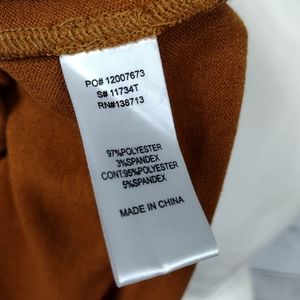 PO# 12007673
S# 11734T
RN#138713
97%POLYESTER
3%SPANDEX
CONT:95%POLYESTER
5%SPANDEX
MADE IN CHINA